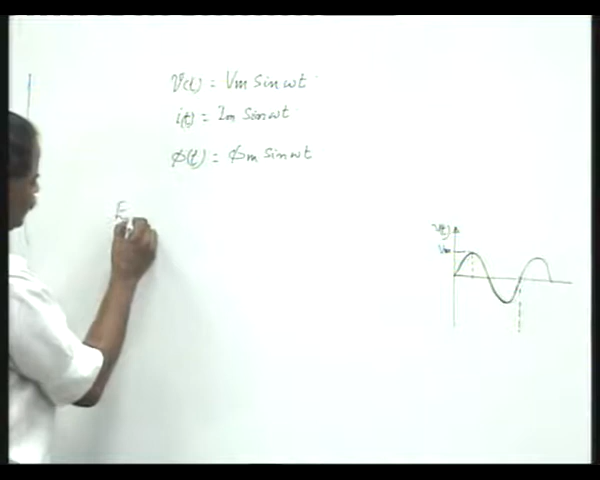 V(t) = Vm sin ωt
i(t) = Im sin ωt
φ(t) = φm sin ωt
E
V(t)
Vm